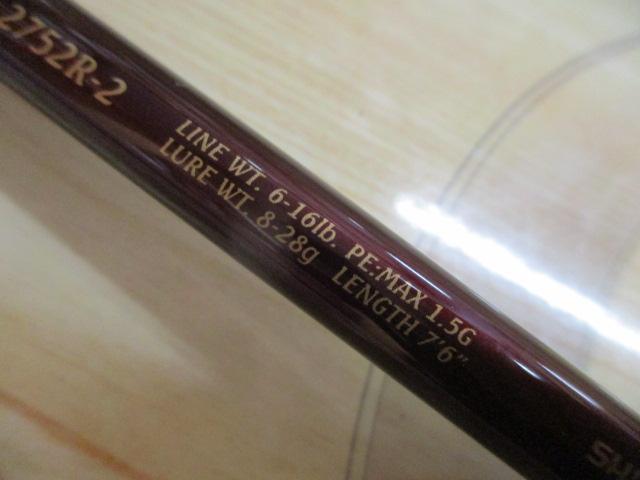 2752R-2
LINE WT. 6-16lb. PE:MAX 1.5G
LURE WT. 8-28g LENGTH 7'6"